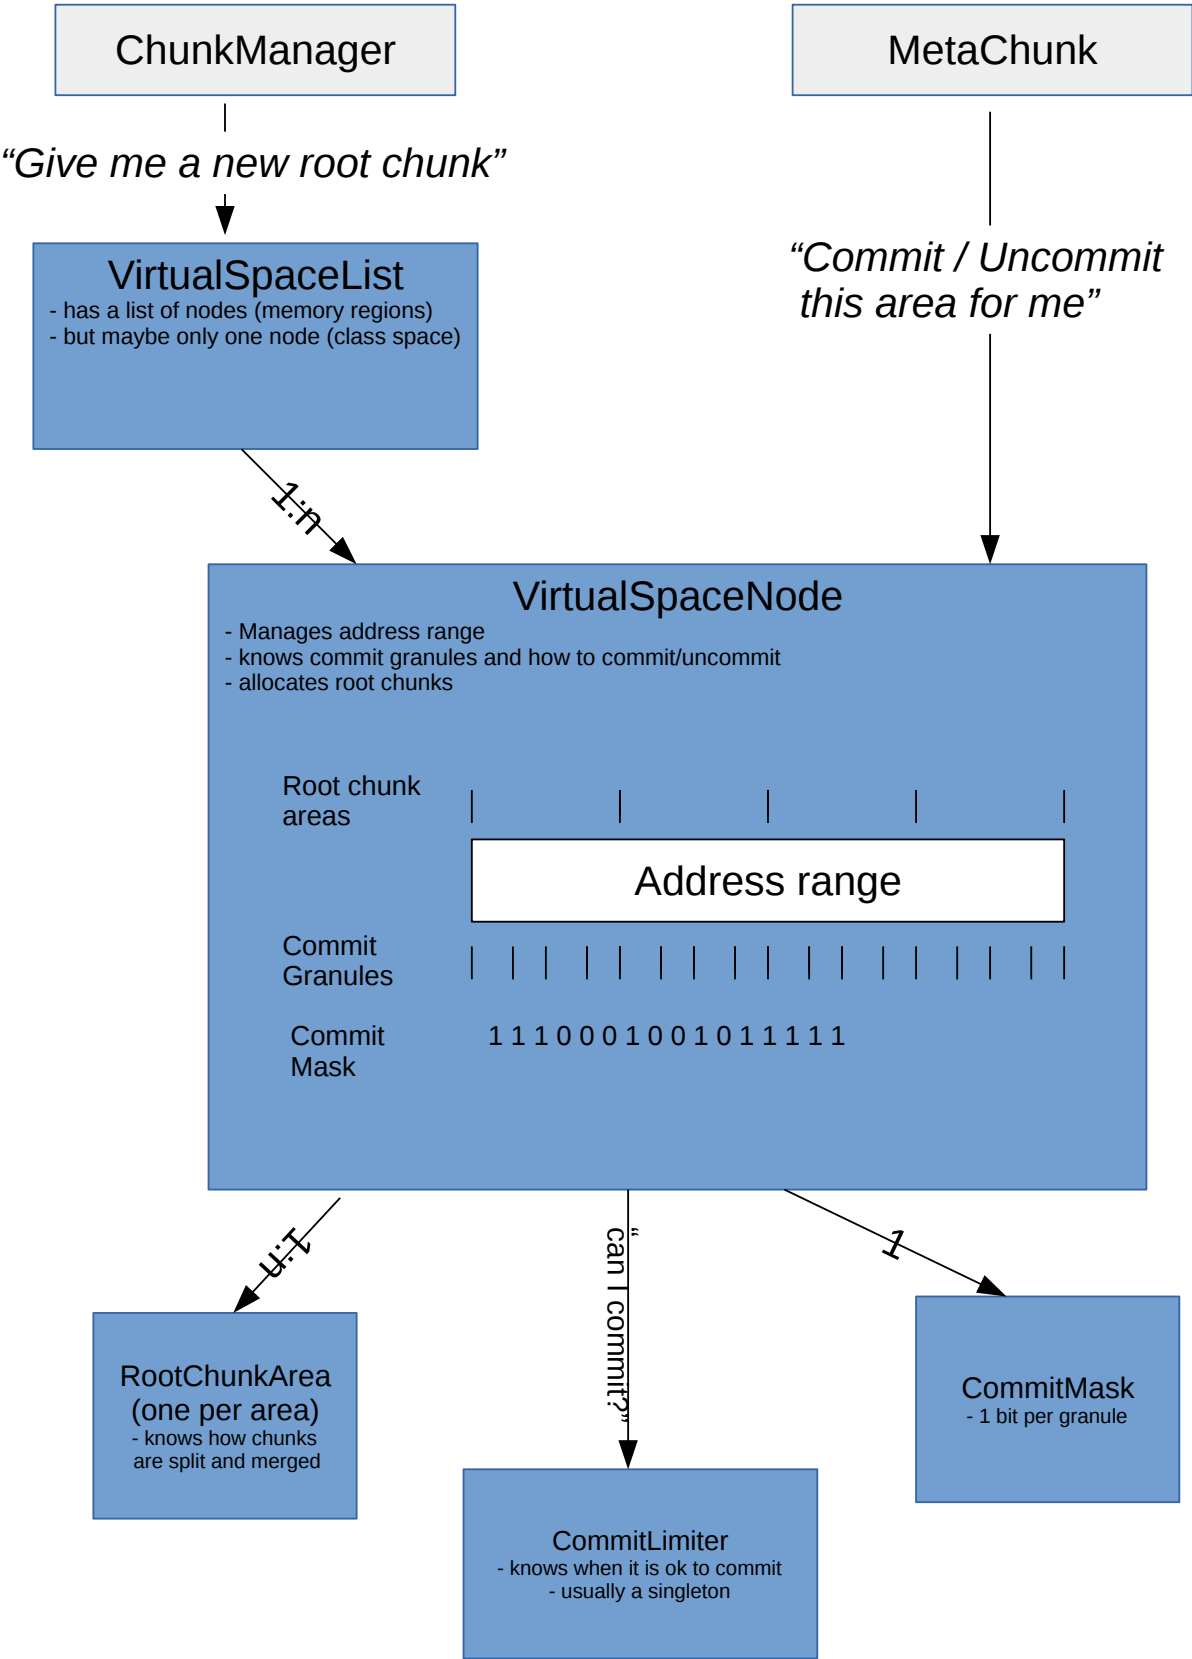 ChunkManager
MetaChunk
“Give me a new root chunk”
“Commit / Uncommit
this area for me”
VirtualSpaceList
- has a list of nodes (memory regions)
- but maybe only one node (class space)
1:n
VirtualSpaceNode
- Manages address range
- knows commit granules and how to commit/uncommit
- allocates root chunks
Root chunk
areas
Address range
Commit
Granules
Commit
Mask
1 1 1 0 0 0 1 0 0 1 0 1 1 1 1 1
1:n
“
can I commit?”
1
RootChunkArea
(one per area)
- knows how chunks
are split and merged
CommitMask
- 1 bit per granule
CommitLimiter
- knows when it is ok to commit
- usually a singleton